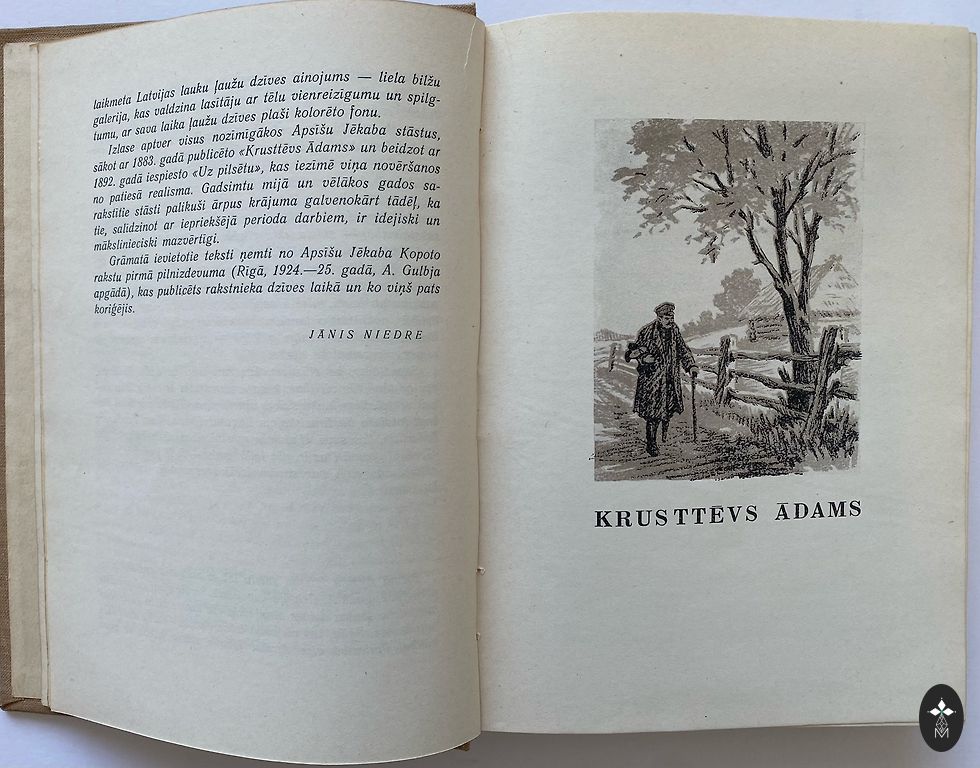 laikmeta Latvijas lauku ļaužu dzīves ainojums — liela bilžu
galerija, kas valdzina lasītāju ar tēlu vienreizīgumu un spilg-
tumu, ar sava laika ļaužu dzīves plaši kolorēto fonu.
Izlase aptver visus nozīmīgākos Apsīšu Jēkaba stāstus,
sākot ar 1883. gadā publicēto «Krusttēvs Ādams» un beidzot ar
1892. gadā iespiesto «Uz pilsētu», kas iezīmē viņa novēršanos
no patiesā realisma. Gadsimtu mijā un vēlākos gados sa-
rakstītie stāsti palikuši ārpus krājuma galvenokārt tādēļ, ka
tie, salīdzinot ar iepriekšējā perioda darbiem, ir idejiski un
mākslinieciski mazvērtīgi.
Grāmatā ievietotie teksti ņemti no Apsīšu Jēkaba Kopoto
rakstu pirmā pilnizdevuma (Rīgā, 1924.—25. gadā, A. Gulbja
apgādā), kas publicēts rakstnieka dzīves laikā un ko viņš pats
koriģējis.
JĀNIS NIEDRE
KRUSTTĒVS ĀDAMS